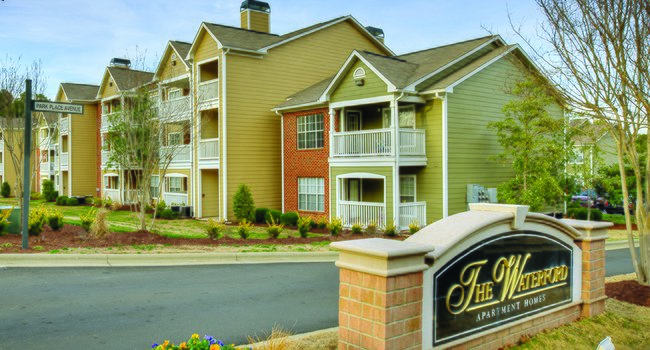 PARK PLACE AVENUE
THE WATERFORD
APARTMENT HOMES